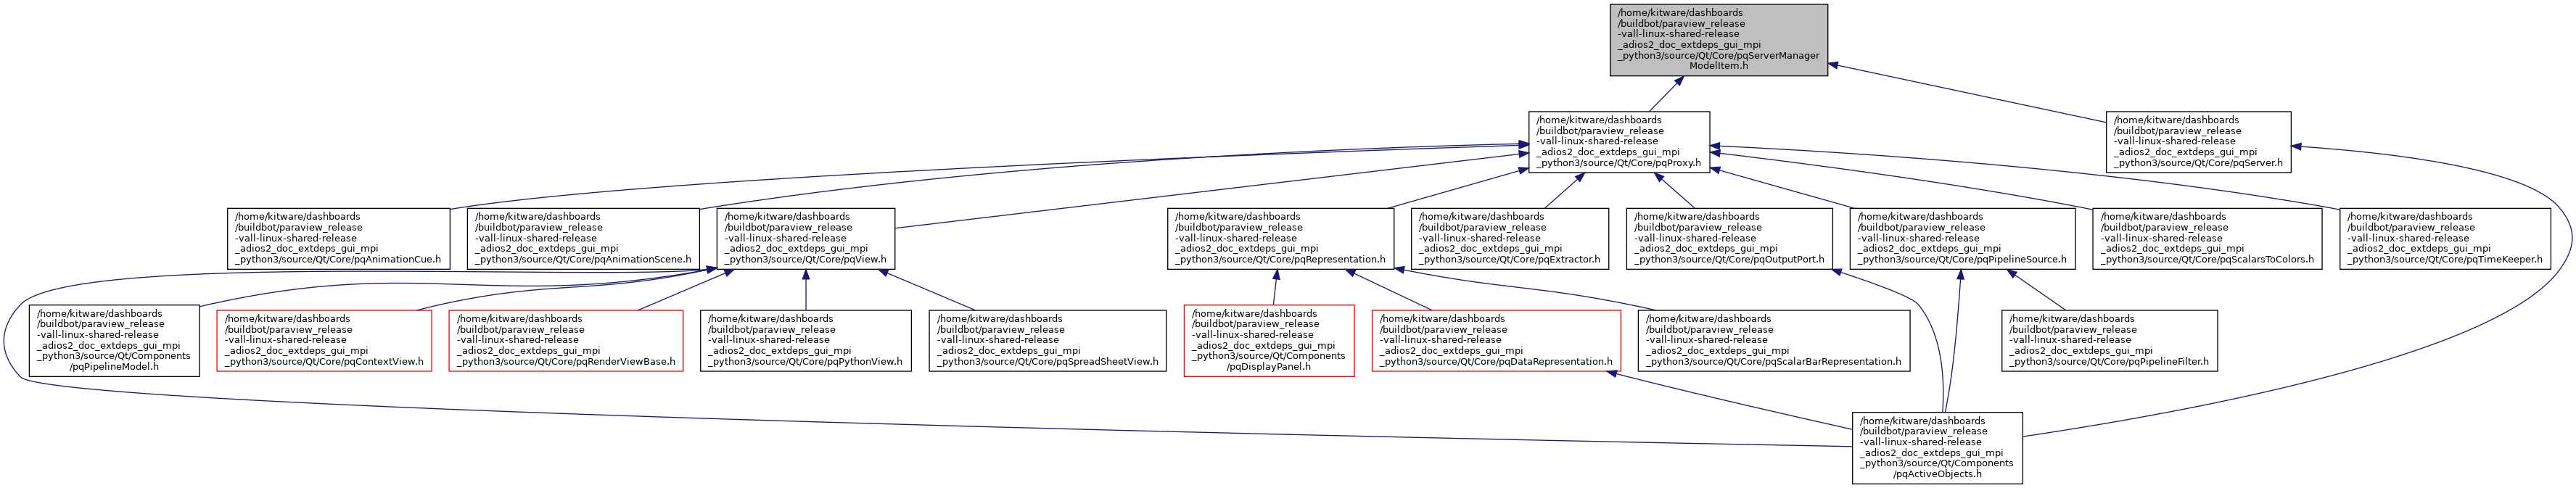 /home/kitware/dashboards
/buildbot/paraview_release
-vall-linux-shared-release
_adios2_doc_extdeps_gui_mpi
_python3/source/Qt/Core/pqServerManager
ModelItem.h
/home/kitware/dashboards
/buildbot/paraview_release
-vall-linux-shared-release
_adios2_doc_extdeps_gui_mpi
_python3/source/Qt/Core/pqProxy.h
/home/kitware/dashboards
/buildbot/paraview_release
-vall-linux-shared-release
_adios2_doc_extdeps_gui_mpi
_python3/source/Qt/Core/pqServer.h
/home/kitware/dashboards
/buildbot/paraview_release
-vall-linux-shared-release
_adios2_doc_extdeps_gui_mpi
_python3/source/Qt/Core/pqAnimationCue.h
/home/kitware/dashboards
/buildbot/paraview_release
-vall-linux-shared-release
_adios2_doc_extdeps_gui_mpi
_python3/source/Qt/Core/pqAnimationScene.h
/home/kitware/dashboards
/buildbot/paraview_release
-vall-linux-shared-release
_adios2_doc_extdeps_gui_mpi
_python3/source/Qt/Core/pqView.h
/home/kitware/dashboards
/buildbot/paraview_release
-vall-linux-shared-release
_adios2_doc_extdeps_gui_mpi
_python3/source/Qt/Core/pqRepresentation.h
/home/kitware/dashboards
/buildbot/paraview_release
-vall-linux-shared-release
_adios2_doc_extdeps_gui_mpi
_python3/source/Qt/Core/pqExtractor.h
/home/kitware/dashboards
/buildbot/paraview_release
-vall-linux-shared-release
_adios2_doc_extdeps_gui_mpi
_python3/source/Qt/Core/pqOutputPort.h
/home/kitware/dashboards
/buildbot/paraview_release
-vall-linux-shared-release
_adios2_doc_extdeps_gui_mpi
_python3/source/Qt/Core/pqPipelineSource.h
/home/kitware/dashboards
/buildbot/paraview_release
-vall-linux-shared-release
_adios2_doc_extdeps_gui_mpi
_python3/source/Qt/Core/pqScalarsToColors.h
/home/kitware/dashboards
/buildbot/paraview_release
-vall-linux-shared-release
_adios2_doc_extdeps_gui_mpi
_python3/source/Qt/Core/pqTimeKeeper.h
/home/kitware/dashboards
/buildbot/paraview_release
-vall-linux-shared-release
_adios2_doc_extdeps_gui_mpi
_python3/source/Qt/Components
/pqPipelineModel.h
/home/kitware/dashboards
/buildbot/paraview_release
-vall-linux-shared-release
_adios2_doc_extdeps_gui_mpi
_python3/source/Qt/Core/pqContextView.h
/home/kitware/dashboards
/buildbot/paraview_release
-vall-linux-shared-release
_adios2_doc_extdeps_gui_mpi
_python3/source/Qt/Core/pqRenderViewBase.h
/home/kitware/dashboards
/buildbot/paraview_release
-vall-linux-shared-release
_adios2_doc_extdeps_gui_mpi
_python3/source/Qt/Core/pqPythonView.h
/home/kitware/dashboards
/buildbot/paraview_release
-vall-linux-shared-release
_adios2_doc_extdeps_gui_mpi
_python3/source/Qt/Core/pqSpreadSheetView.h
/home/kitware/dashboards
/buildbot/paraview_release
-vall-linux-shared-release
_adios2_doc_extdeps_gui_mpi
_python3/source/Qt/Components
/pqDisplayPanel.h
/home/kitware/dashboards
/buildbot/paraview_release
-vall-linux-shared-release
_adios2_doc_extdeps_gui_mpi
_python3/source/Qt/Core/pqDataRepresentation.h
/home/kitware/dashboards
/buildbot/paraview_release
-vall-linux-shared-release
_adios2_doc_extdeps_gui_mpi
_python3/source/Qt/Core/pqScalarBarRepresentation.h
/home/kitware/dashboards
/buildbot/paraview_release
-vall-linux-shared-release
_adios2_doc_extdeps_gui_mpi
_python3/source/Qt/Core/pqPipelineFilter.h
/home/kitware/dashboards
/buildbot/paraview_release
-vall-linux-shared-release
_adios2_doc_extdeps_gui_mpi
_python3/source/Qt/Components
/pqActiveObjects.h